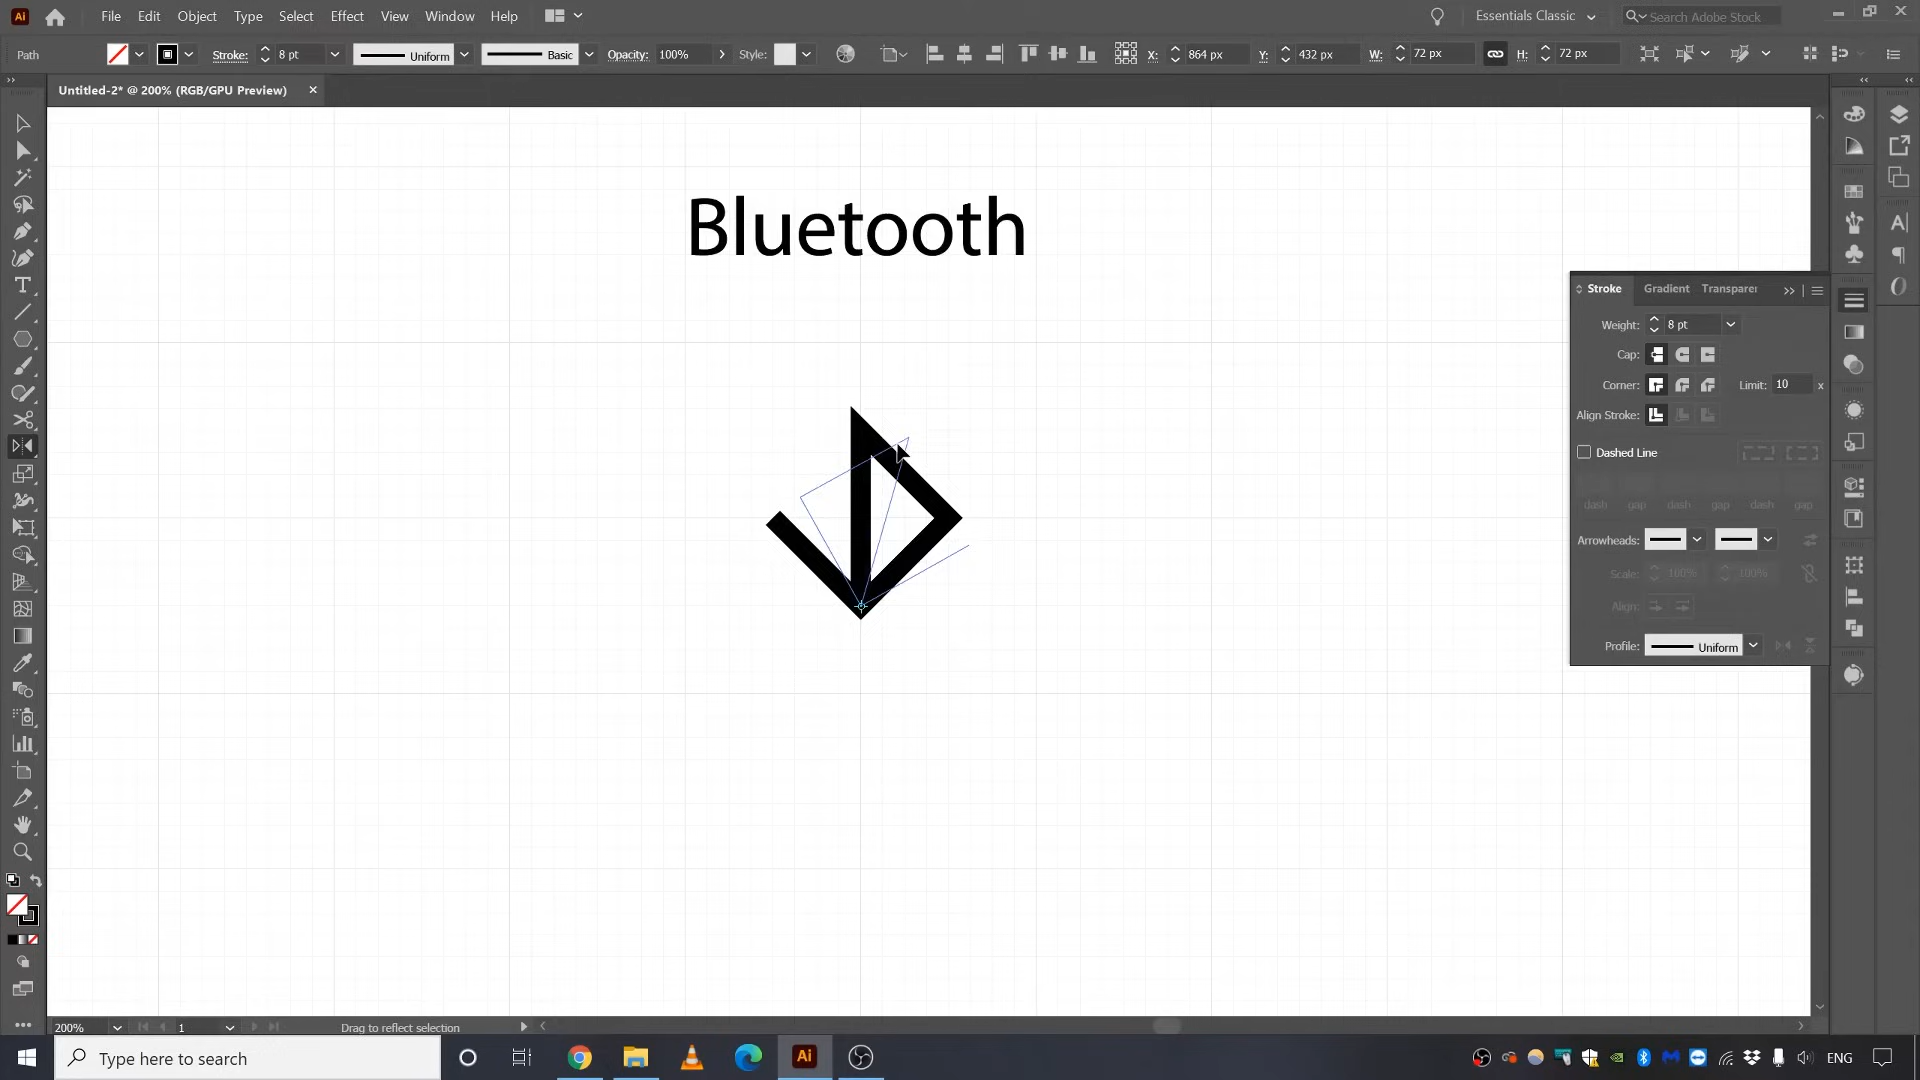 Ai File Edit Object Type Select Effect View Window Help Essentials Classic Search Adobe Stock
Path Stroke: 8 pt Uniform Basic Opacity: 100% Style: X: 864 px Y: 432 px W: 72 px H: 72 px
Untitled-2* @ 200% (RGB/GPU Preview)
Bluetooth
Stroke Gradient Transparer
Weight: 8 pt
Cap:
Corner: Limit: 10 x
Align Stroke:
Dashed Line
dash gap dash gap dash gap
Arrowheads:
Scale: 100% 100%
Align:
Profile: Uniform
200% 1 Drag to reflect selection
Type here to search Ai ENG